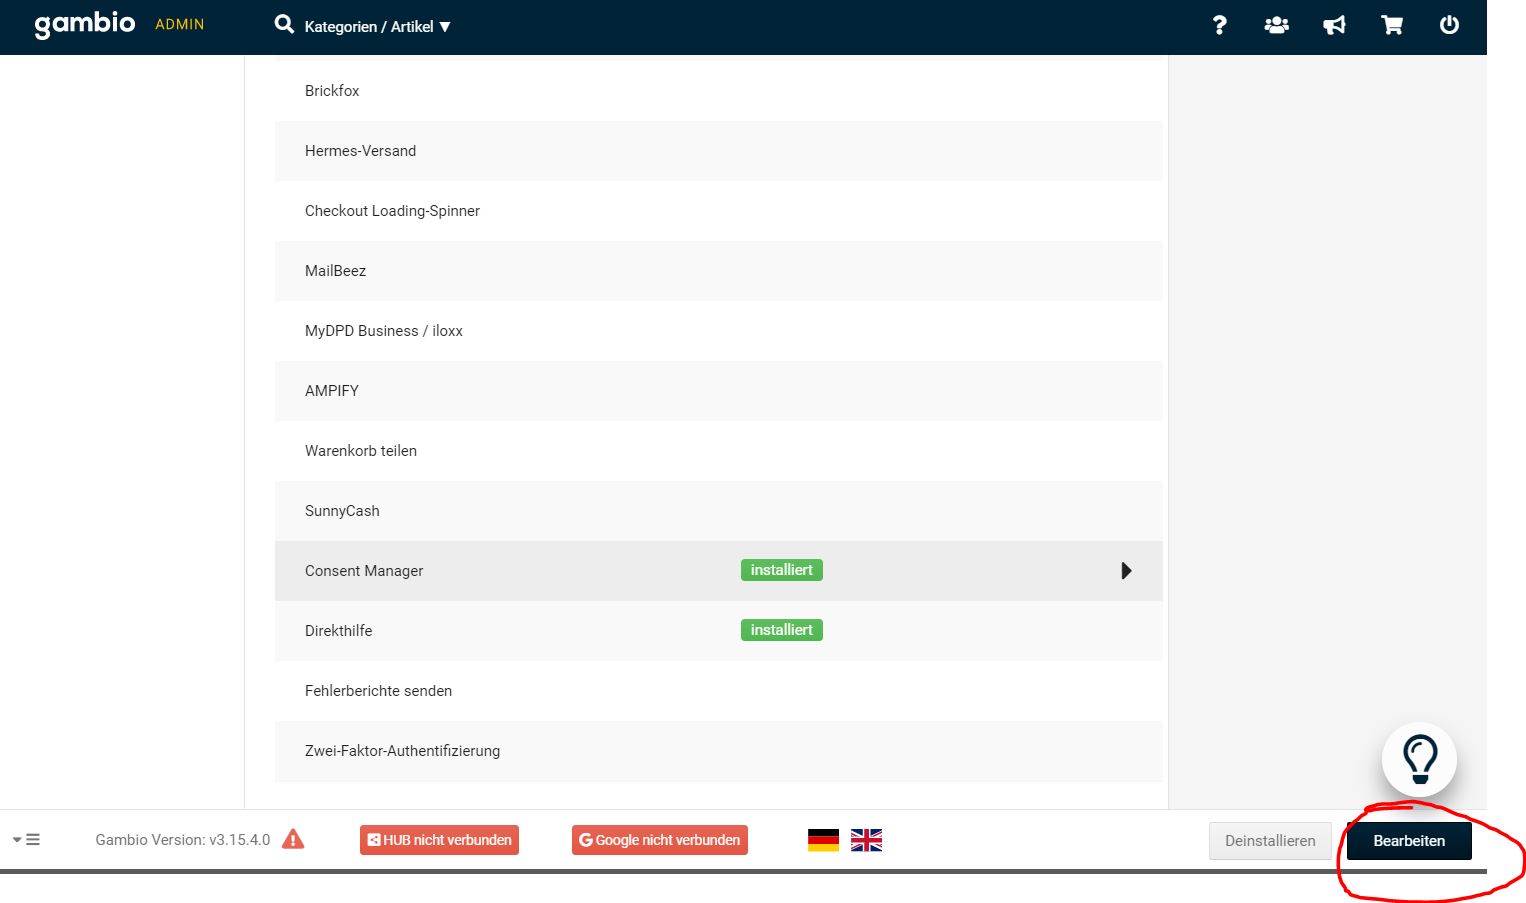 gambio ADMIN Kategorien / Artikel ▼
Brickfox
Hermes-Versand
Checkout Loading-Spinner
MailBeez
MyDPD Business / iloxx
AMPIFY
Warenkorb teilen
SunnyCash
Consent Manager installiert
Direkthilfe installiert
Fehlerberichte senden
Zwei-Faktor-Authentifizierung
Gambio Version: v3.15.4.0 HUB nicht verbunden Google nicht verbunden Deinstallieren Bearbeiten